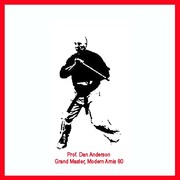 Prof. Dan Anderson
Grand Master, Modern Arnis 80